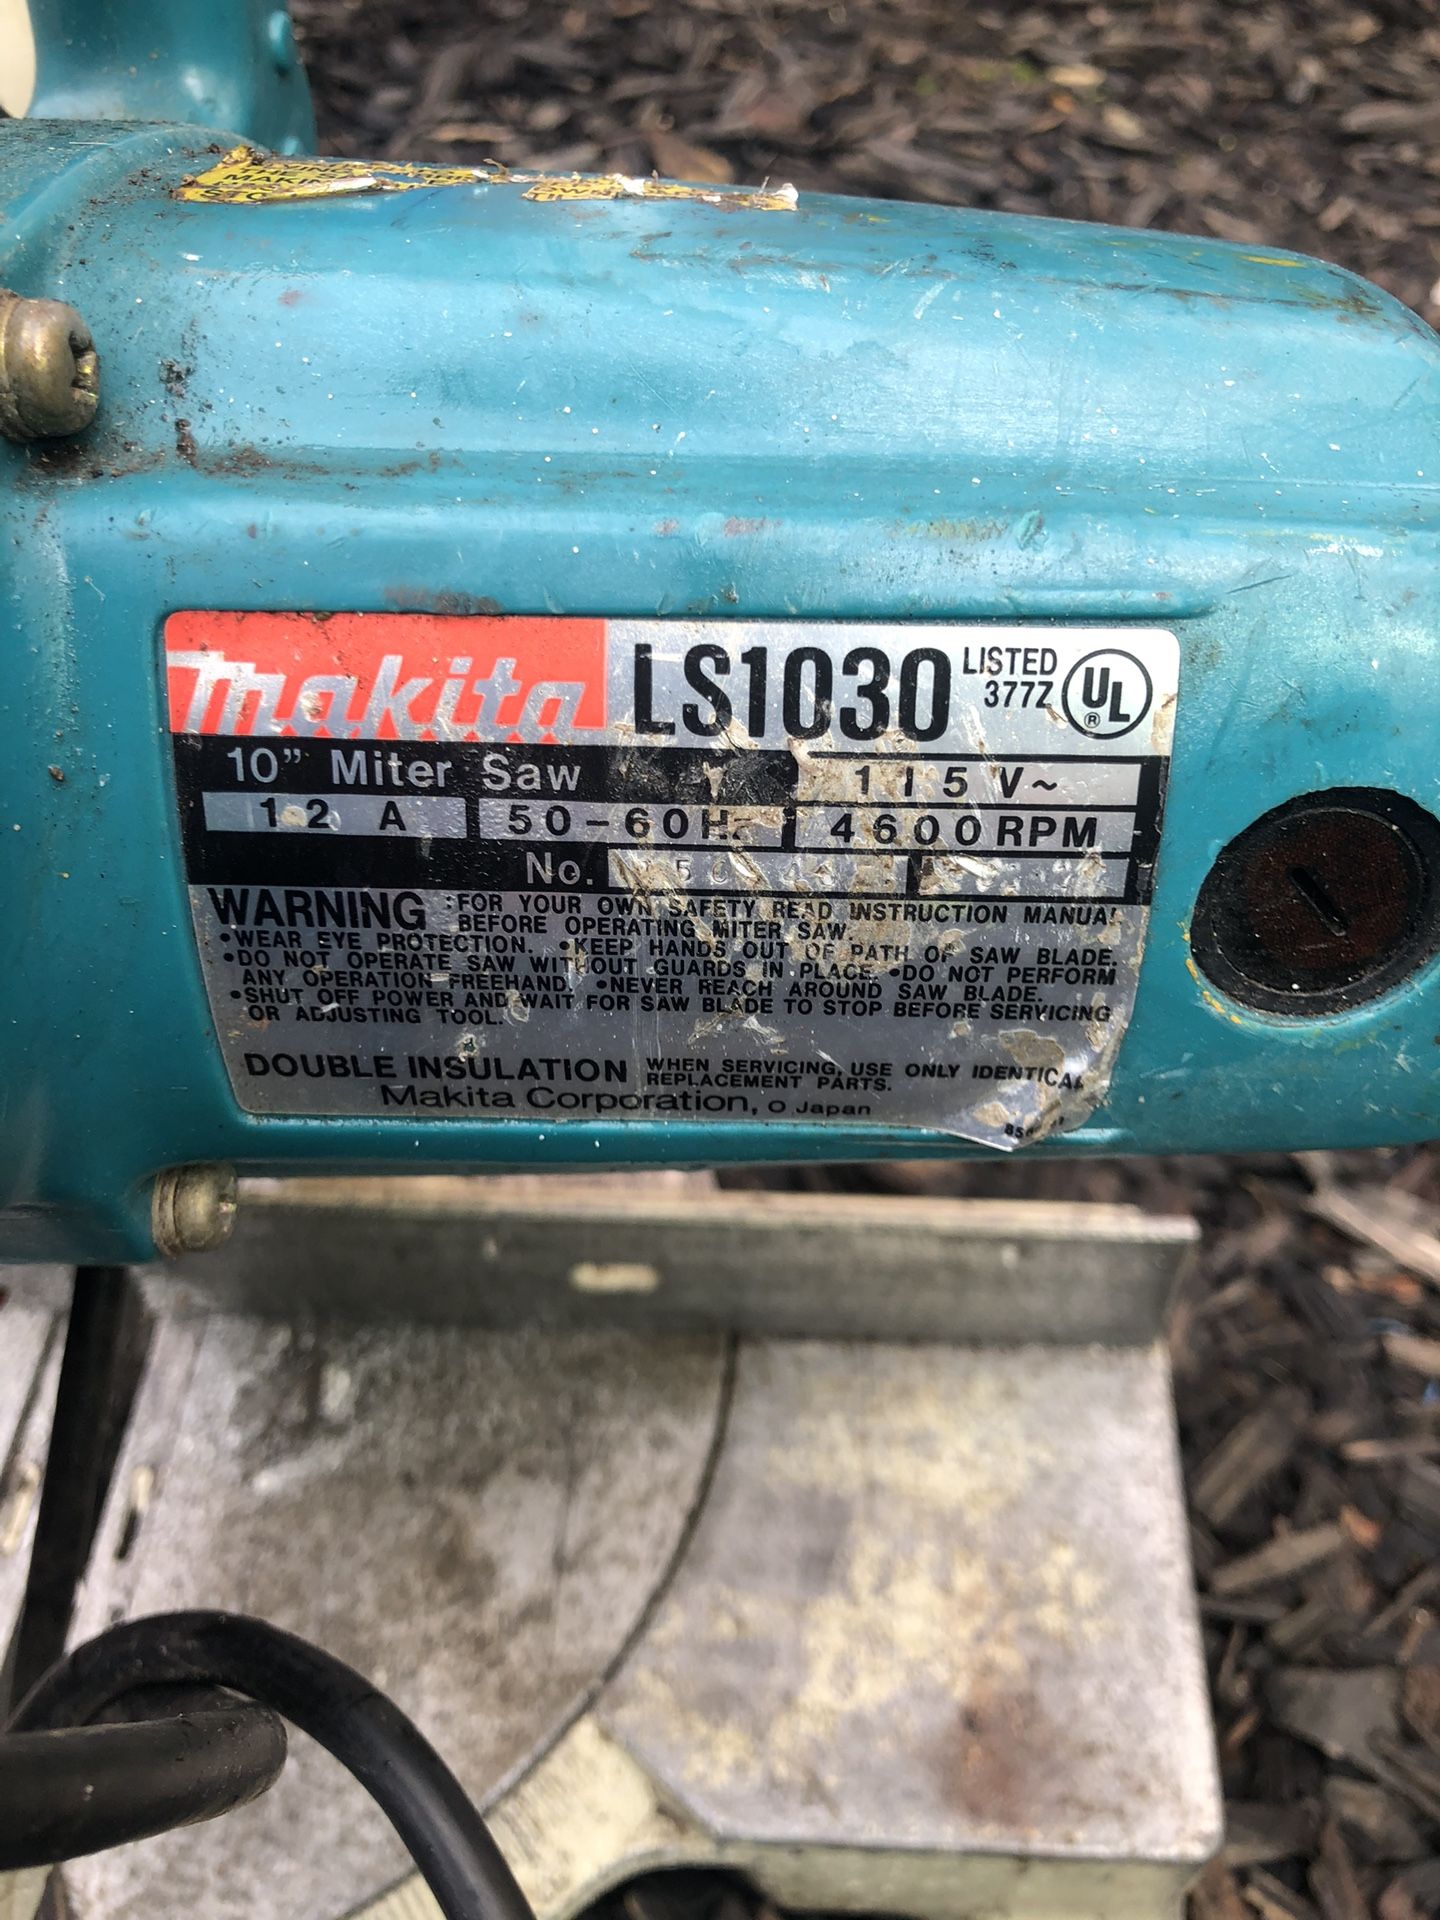 MAKI
Makita LS1030 LISTED 377Z UL ®
10” Miter Saw 115V~
12 A 50-60Hz 4600RPM
No.
WARNING : FOR YOUR OWN SAFETY READ INSTRUCTION MANUAL
BEFORE OPERATING MITER SAW.
•WEAR EYE PROTECTION. •KEEP HANDS OUT OF PATH OF SAW BLADE.
•DO NOT OPERATE SAW WITHOUT GUARDS IN PLACE. •DO NOT PERFORM
ANY OPERATION FREEHAND. •NEVER REACH AROUND SAW BLADE.
•SHUT OFF POWER AND WAIT FOR SAW BLADE TO STOP BEFORE SERVICING
OR ADJUSTING TOOL.
DOUBLE INSULATION WHEN SERVICING, USE ONLY IDENTICAL
REPLACEMENT PARTS.
Makita Corporation, O Japan